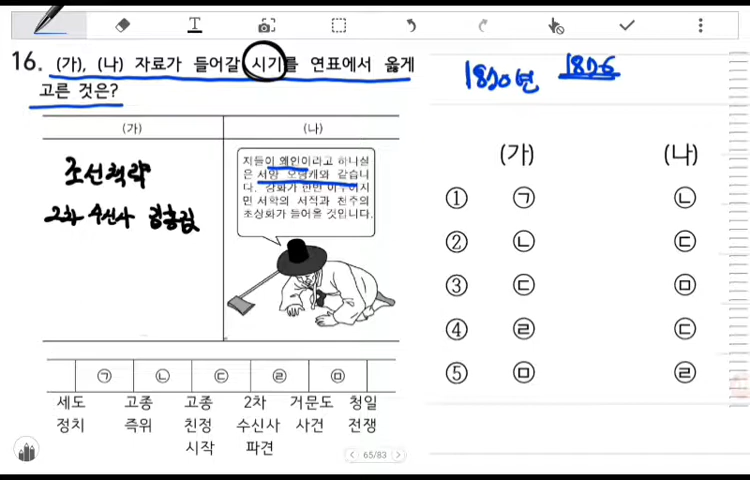 16. (가), (나) 자료가 들어갈 시기를 연표에서 옳게
고른 것은?
1870년 1876
(가) (나)
조선책략
2차 수신사 김홍집
저들이 왜인이라고 하나 실
은 서양 오랑캐와 같습니
다. 강화가 한번 이루어지
면 서학의 서적과 천주의
초상화가 들어올 것입니다.
(가) (나)
① ㉠ ㉡
② ㉡ ㉢
③ ㉢ ㉤
④ ㉣ ㉢
⑤ ㉤ ㉣
㉠ ㉡ ㉢ ㉣ ㉤
세도 고종 고종 2차 거문도 청일
정치 즉위 친정 수신사 사건 전쟁
시작 파견
65/83